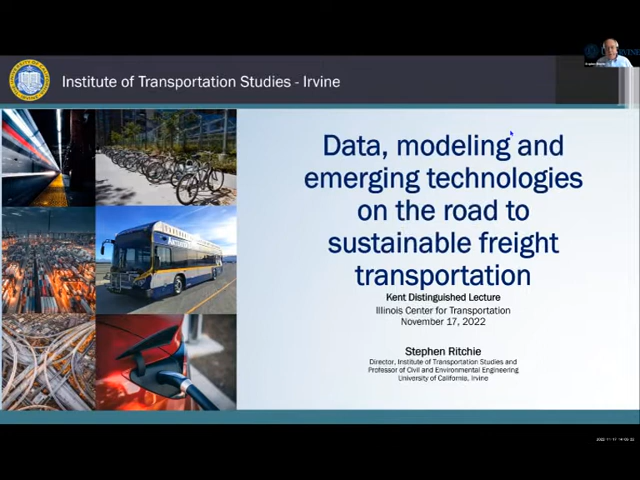 Institute of Transportation Studies - Irvine
Data, modeling and
emerging technologies
on the road to
sustainable freight
transportation
Kent Distinguished Lecture
Illinois Center for Transportation
November 17, 2022
Stephen Ritchie
Director, Institute of Transportation Studies and
Professor of Civil and Environmental Engineering
University of California, Irvine